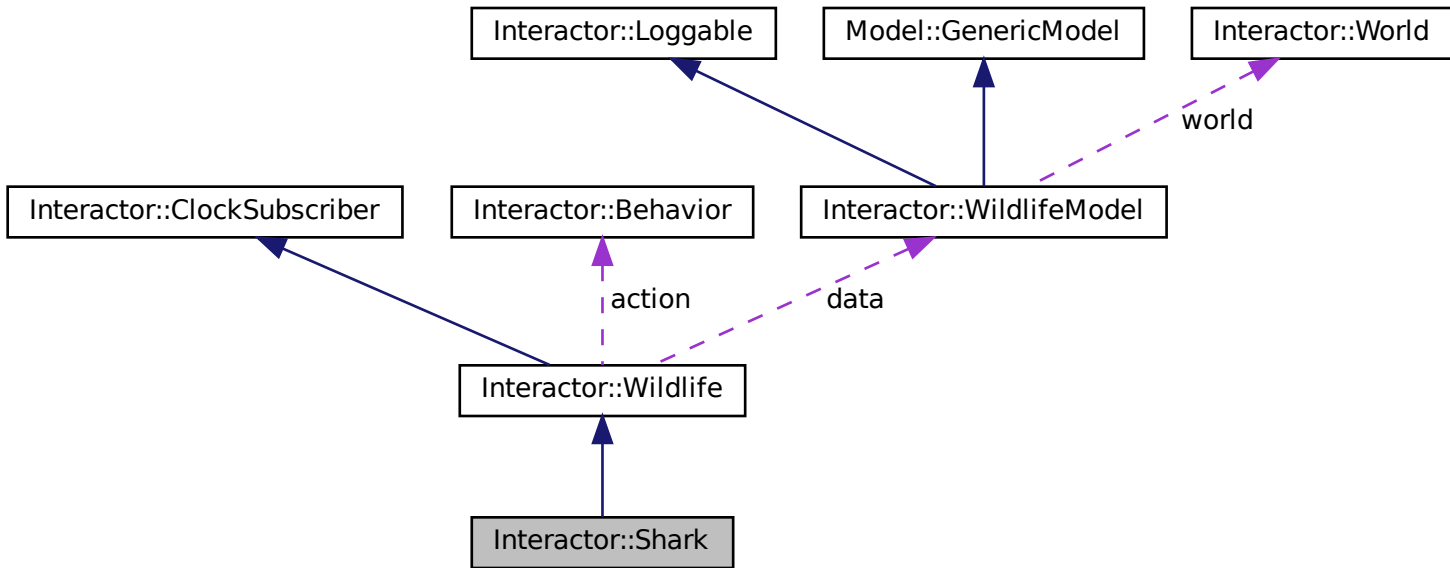 Interactor::Loggable
Model::GenericModel
Interactor::World
world
Interactor::ClockSubscriber
Interactor::Behavior
Interactor::WildlifeModel
action
data
Interactor::Wildlife
Interactor::Shark